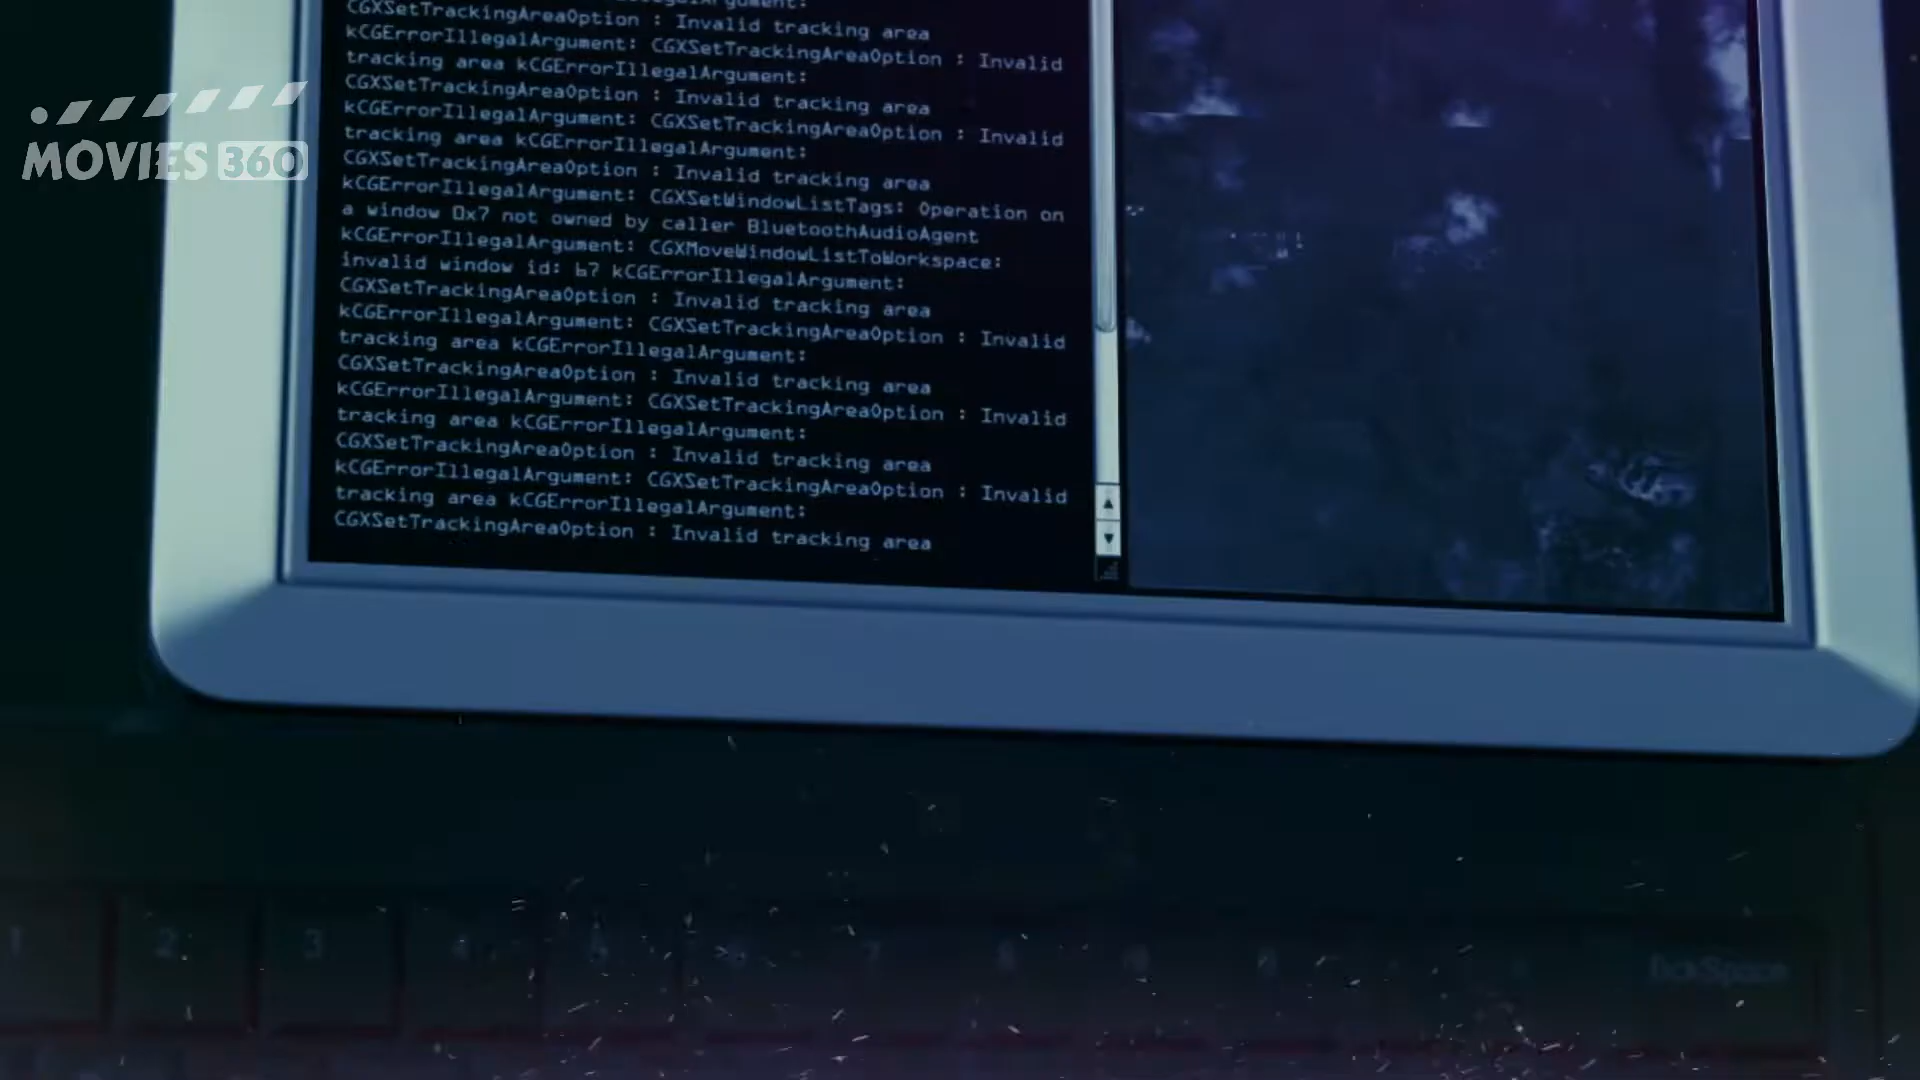 CGXSetTrackingAreaOption : Invalid tracking area
kCGErrorIllegalArgument: CGXSetTrackingAreaOption : Invalid
tracking area kCGErrorIllegalArgument:
CGXSetTrackingAreaOption : Invalid tracking area
kCGErrorIllegalArgument: CGXSetTrackingAreaOption : Invalid
tracking area kCGErrorIllegalArgument:
CGXSetTrackingAreaOption : Invalid tracking area
kCGErrorIllegalArgument: CGXSetWindowListTags: Operation on
a window 0x7 not owned by caller BluetoothAudioAgent
kCGErrorIllegalArgument: CGXMoveWindowListToWorkspace:
invalid window id: 67 kCGErrorIllegalArgument:
CGXSetTrackingAreaOption : Invalid tracking area
kCGErrorIllegalArgument: CGXSetTrackingAreaOption : Invalid
tracking area kCGErrorIllegalArgument:
CGXSetTrackingAreaOption : Invalid tracking area
kCGErrorIllegalArgument: CGXSetTrackingAreaOption : Invalid
tracking area kCGErrorIllegalArgument:
CGXSetTrackingAreaOption : Invalid tracking area
kCGErrorIllegalArgument: CGXSetTrackingAreaOption : Invalid
tracking area kCGErrorIllegalArgument:
CGXSetTrackingAreaOption : Invalid tracking area
MOVIES 360
1 2 3 7 8
BackSpace